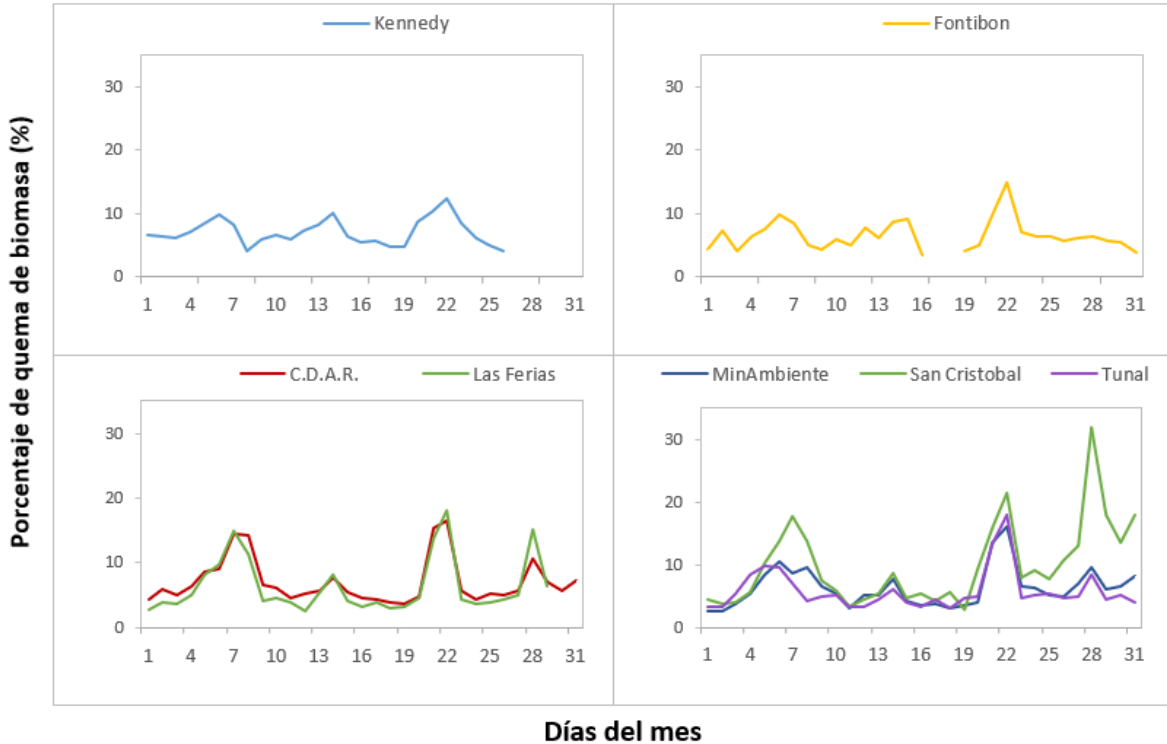 Porcentaje de quema de biomasa (%)
Kennedy
30
20
10
0
1 4 7 10 13 16 19 22 25 28 31
Fontibon
30
20
10
0
1 4 7 10 13 16 19 22 25 28 31
C.D.A.R. Las Ferias
30
20
10
0
1 4 7 10 13 16 19 22 25 28 31
MinAmbiente San Cristobal Tunal
30
20
10
0
1 4 7 10 13 16 19 22 25 28 31
Días del mes